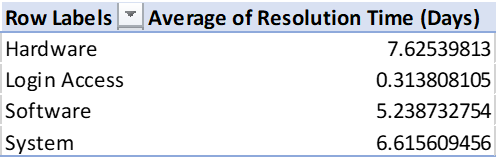 Row Labels Average of Resolution Time (Days)
Hardware 7.62539813
Login Access 0.313808105
Software 5.238732754
System 6.615609456